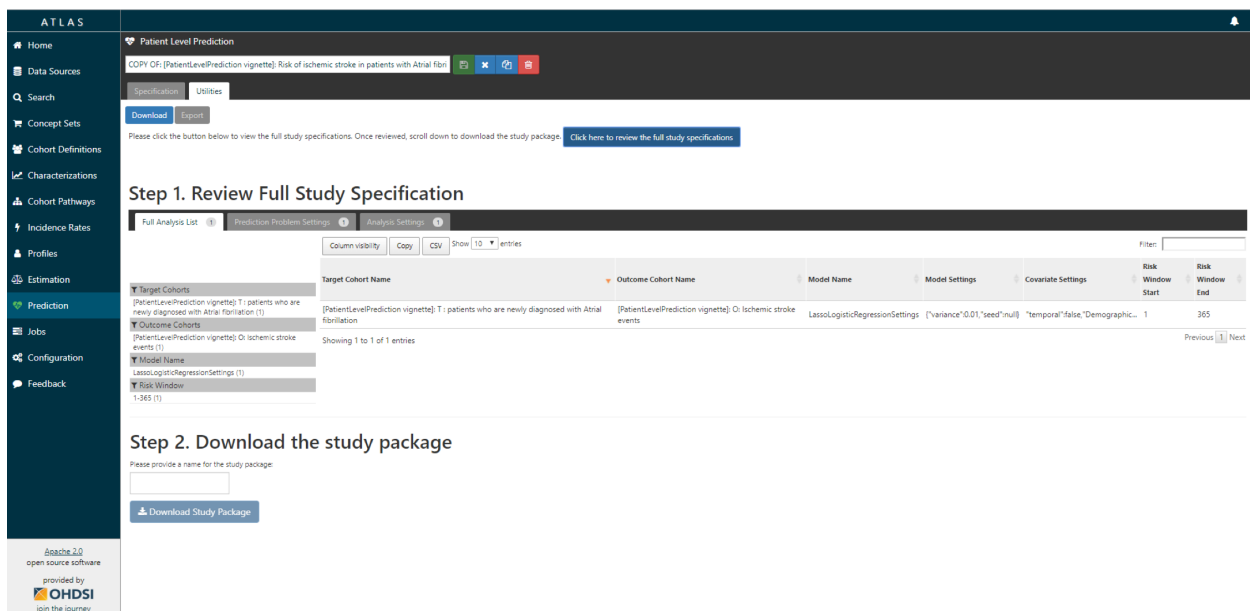 ATLAS
Home
Data Sources
Search
Concept Sets
Cohort Definitions
Characterizations
Cohort Pathways
Incidence Rates
Profiles
Estimation
Prediction
Jobs
Configuration
Feedback
Apache 2.0
open source software
provided by
OHDSI
join the journey
Patient Level Prediction
COPY OF: [PatientLevelPrediction vignette]: Risk of ischemic stroke in patients with Atrial fibri
Specification Utilities
Download Export
Please click the button below to view the full study specifications. Once reviewed, scroll down to download the study package. Click here to review the full study specifications
Step 1. Review Full Study Specification
Full Analysis List 1 Prediction Problem Settings 1 Analysis Settings 1
Column visibility Copy CSV Show 10 entries Filter:
Target Cohort Name Outcome Cohort Name Model Name Model Settings Covariate Settings Risk Window Start Risk Window End
[PatientLevelPrediction vignette]: T : patients who are newly diagnosed with Atrial
fibrillation
[PatientLevelPrediction vignette]: O: Ischemic stroke
events
LassoLogisticRegressionSettings {"variance":0.01,"seed":null} "temporal":false,"Demographic... 1 365
Showing 1 to 1 of 1 entries Previous 1 Next
Target Cohorts
[PatientLevelPrediction vignette]: T : patients who are
newly diagnosed with Atrial fibrillation (1)
Outcome Cohorts
[PatientLevelPrediction vignette]: O: Ischemic stroke
events (1)
Model Name
LassoLogisticRegressionSettings (1)
Risk Window
1-365 (1)
Step 2. Download the study package
Please provide a name for the study package:
Download Study Package